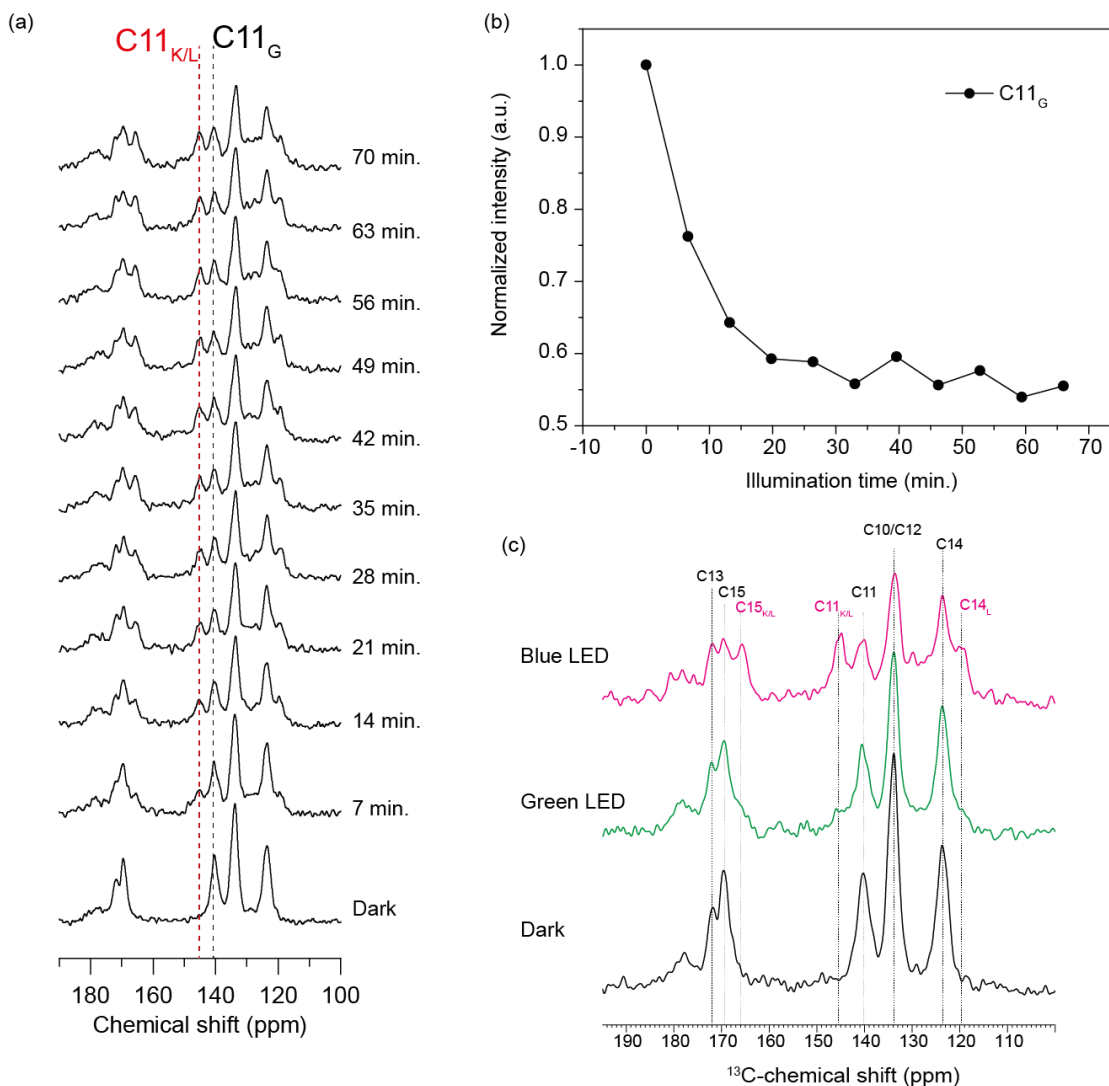 (a)
C11K/L
C11G
70 min.
63 min.
56 min.
49 min.
42 min.
35 min.
28 min.
21 min.
14 min.
7 min.
Dark
180 160 140 120 100
Chemical shift (ppm)
(b)
1.0
0.9
0.8
0.7
0.6
0.5
Normalized intensity (a.u.)
C11G
-10 0 10 20 30 40 50 60 70
Illumination time (min.)
(c)
C10/C12
C13
C14
C15
C11
C15K/L
C11K/L
C14L
Blue LED
Green LED
Dark
190 180 170 160 150 140 130 120 110
13C-chemical shift (ppm)